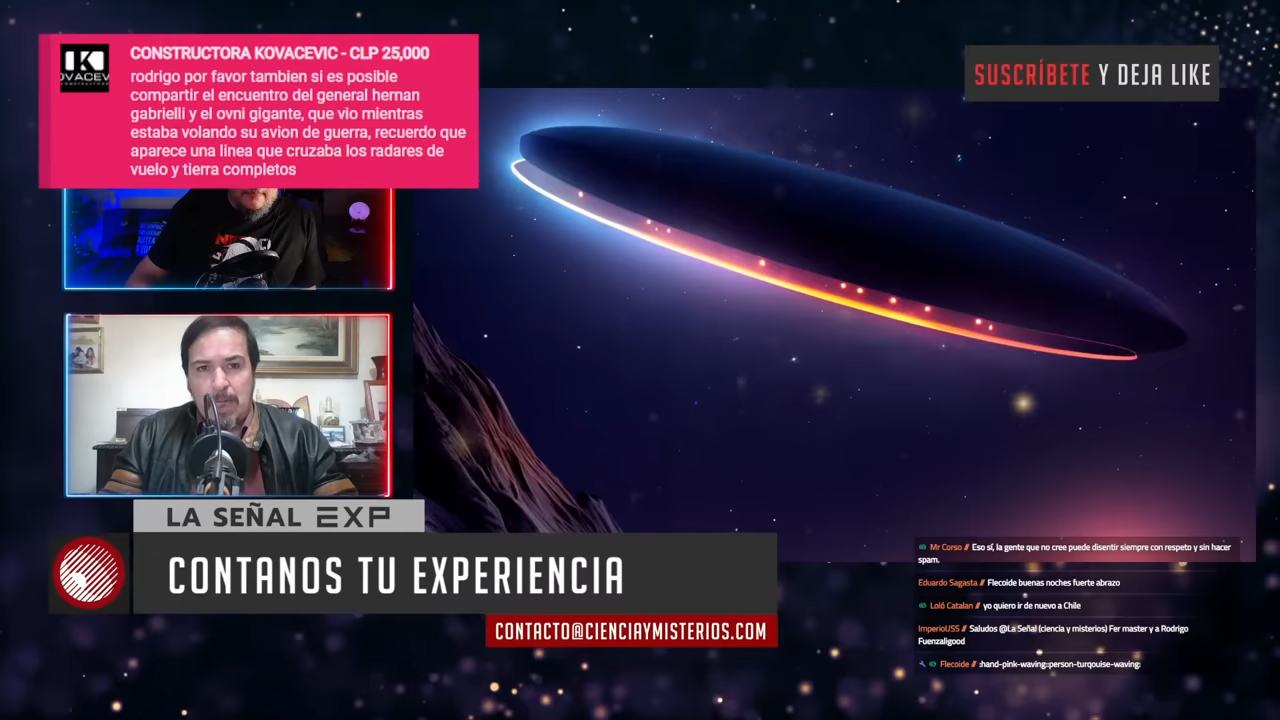 CONSTRUCTORA KOVACEVIC - CLP 25,000
rodrigo por favor tambien si es posible
compartir el encuentro del general hernan
gabrielli y el ovni gigante, que vio mientras
estaba volando su avion de guerra, recuerdo que
aparece una linea que cruzaba los radares de
vuelo y tierra completos
K
OVACEV
SUSCRÍBETE Y DEJA LIKE
LA SEÑAL EXP
CONTANOS TU EXPERIENCIA
CONTACTO@CIENCIAYMISTERIOS.COM
Mr Corso // Eso sí, la gente que no cree puede disentir siempre con respeto y sin hacer
spam.
Eduardo Sagasta // Flecoide buenas noches fuerte abrazo
Loló Catalan // yo quiero ir de nuevo a Chile
ImperioUSS // Saludos @La Señal (ciencia y misterios) Fer master y a Rodrigo
Fuenzaligood
Flecoide // :hand-pink-waving::person-turqouise-waving: